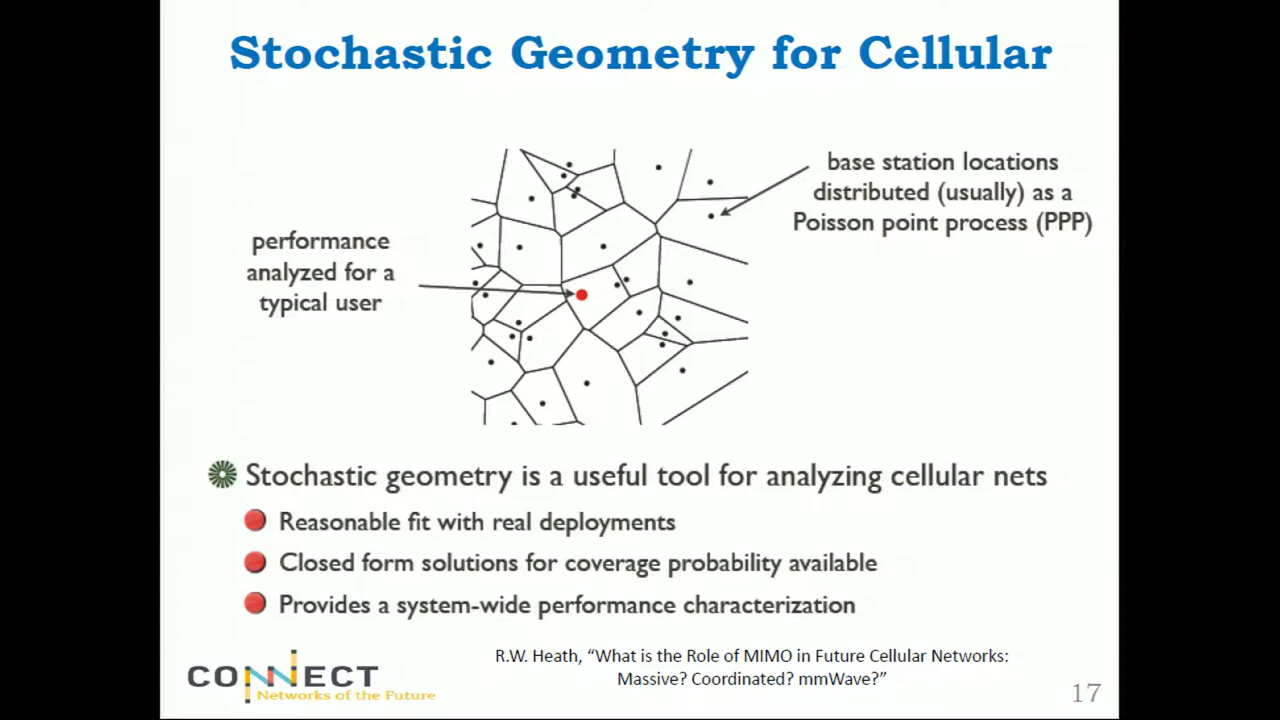 Stochastic Geometry for Cellular
base station locations
distributed (usually) as a
Poisson point process (PPP)
performance
analyzed for a
typical user
Stochastic geometry is a useful tool for analyzing cellular nets
Reasonable fit with real deployments
Closed form solutions for coverage probability available
Provides a system-wide performance characterization
R.W. Heath, “What is the Role of MIMO in Future Cellular Networks:
Massive? Coordinated? mmWave?”
CONNECT
Networks of the Future
17